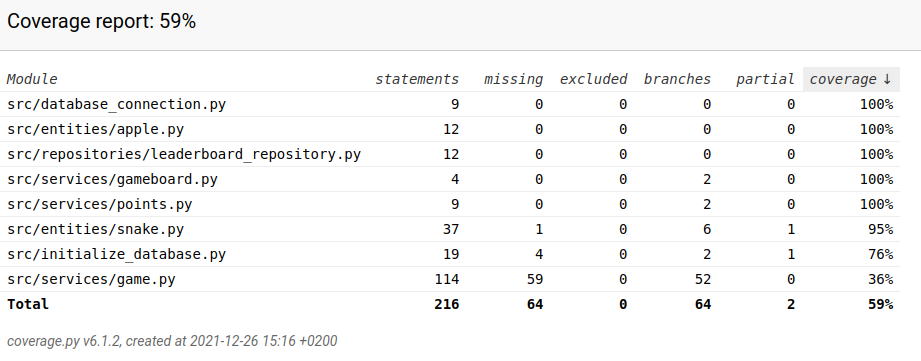 Coverage report: 59%
Module statements missing excluded branches partial coverage ↓
src/database_connection.py 9 0 0 0 0 100%
src/entities/apple.py 12 0 0 0 0 100%
src/repositories/leaderboard_repository.py 12 0 0 0 0 100%
src/services/gameboard.py 4 0 0 2 0 100%
src/services/points.py 9 0 0 2 0 100%
src/entities/snake.py 37 1 0 6 1 95%
src/initialize_database.py 19 4 0 2 1 76%
src/services/game.py 114 59 0 52 0 36%
Total 216 64 0 64 2 59%
coverage.py v6.1.2, created at 2021-12-26 15:16 +0200